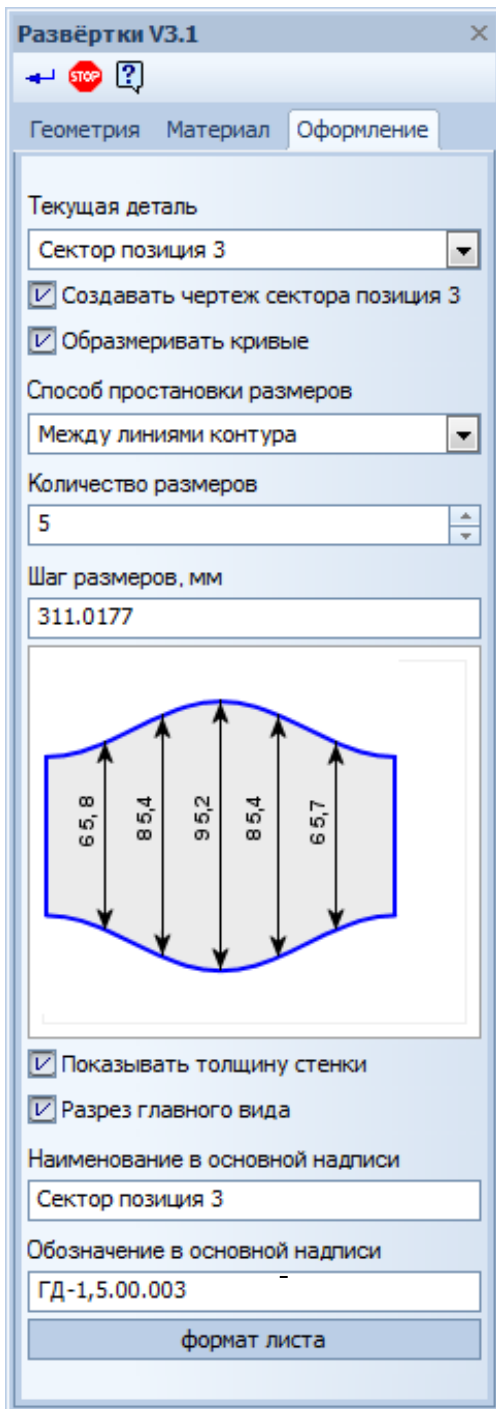 Развёртки V3.1
STOP
?
Геометрия Материал Оформление
Текущая деталь
Сектор позиция 3
Создавать чертеж сектора позиция 3
Образмеривать кривые
Способ простановки размеров
Между линиями контура
Количество размеров
5
Шаг размеров, мм
311.0177
65,8 85,4 95,2 85,4 65,7
Показывать толщину стенки
Разрез главного вида
Наименование в основной надписи
Сектор позиция 3
Обозначение в основной надписи
ГД-1,5.00.003
формат листа